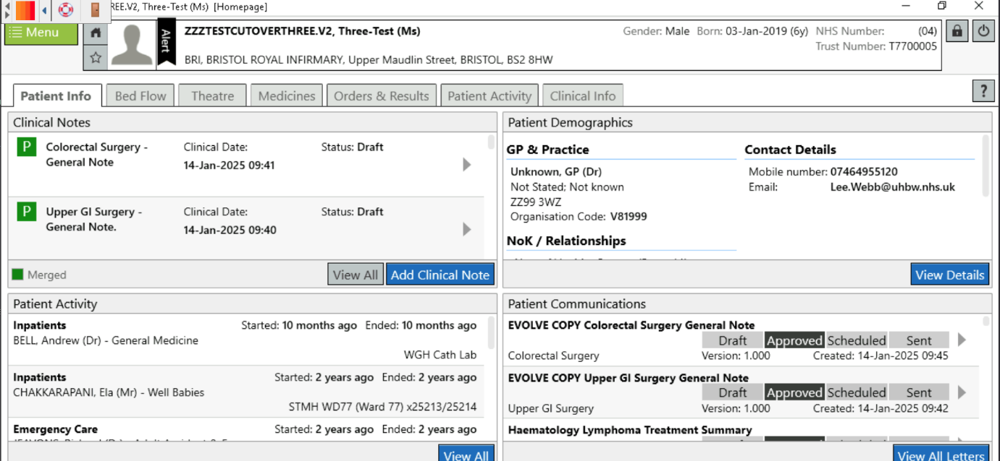 REE.V2, Three-Test (Ms) [Homepage]
Menu
Alert
ZZZTESTCUTOVERTHREE.V2, Three-Test (Ms)
Gender: Male Born: 03-Jan-2019 (6y) NHS Number: (04)
Trust Number: T7700005
BRI, BRISTOL ROYAL INFIRMARY, Upper Maudlin Street, BRISTOL, BS2 8HW
Patient Info Bed Flow Theatre Medicines Orders & Results Patient Activity Clinical Info ?
Clinical Notes
P Colorectal Surgery - General Note
Clinical Date:
14-Jan-2025 09:41
Status: Draft
P Upper GI Surgery - General Note.
Clinical Date:
14-Jan-2025 09:40
Status: Draft
Merged
View All Add Clinical Note
Patient Demographics
GP & Practice
Unknown, GP (Dr)
Not Stated; Not known
ZZ99 3WZ
Organisation Code: V81999
NoK / Relationships
Contact Details
Mobile number: 07464955120
Email: Lee.Webb@uhbw.nhs.uk
View Details
Patient Activity
Inpatients Started: 10 months ago Ended: 10 months ago
BELL, Andrew (Dr) - General Medicine
WGH Cath Lab
Inpatients Started: 2 years ago Ended: 2 years ago
CHAKKARAPANI, Ela (Mr) - Well Babies
STMH WD77 (Ward 77) x25213/25214
Emergency Care Started: 2 years ago Ended: 2 years ago
View All
Patient Communications
EVOLVE COPY Colorectal Surgery General Note
Draft Approved Scheduled Sent
Colorectal Surgery Version: 1.000 Created: 14-Jan-2025 09:45
EVOLVE COPY Upper GI Surgery General Note
Draft Approved Scheduled Sent
Upper GI Surgery Version: 1.000 Created: 14-Jan-2025 09:42
Haematology Lymphoma Treatment Summary
View All Letters